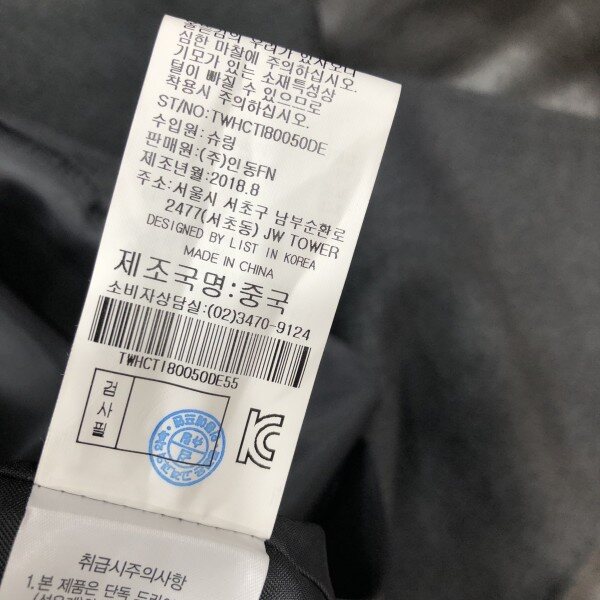 심한 마찰에 주의하십시오.
기모가 있는 소재특성상
털이 빠질 수 있으므로
착용시 주의하십시오.
ST/NO:TWHCTI80050DE
수입원:슈링
판매원:(주)인동FN
제조년월:2018.8
주소:서울시 서초구 남부순환로
2477(서초동) JW TOWER
DESIGNED BY LIST IN KOREA
MADE IN CHINA
제조국명:중국
소비자상담실:(02)3470-9124
TWHCTI80050DE55
검사필
취급시주의사항
1.본 제품은 단독